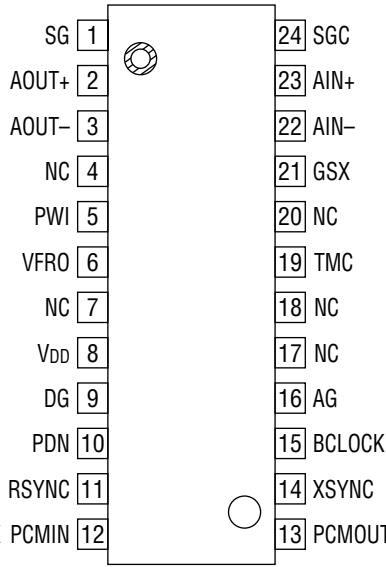 SG 1 24 SGC
AOUT+ 2 23 AIN+
AOUT– 3 22 AIN–
NC 4 21 GSX
PWI 5 20 NC
VFRO 6 19 TMC
NC 7 18 NC
VDD 8 17 NC
DG 9 16 AG
PDN 10 15 BCLOCK
RSYNC 11 14 XSYNC
PCMIN 12 13 PCMOUT